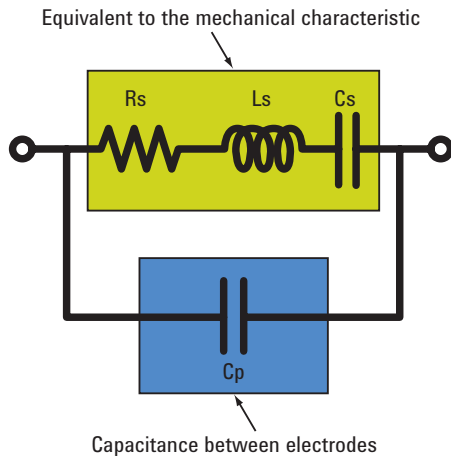 Equivalent to the mechanical characteristic
Rs Ls Cs
Cp
Capacitance between electrodes